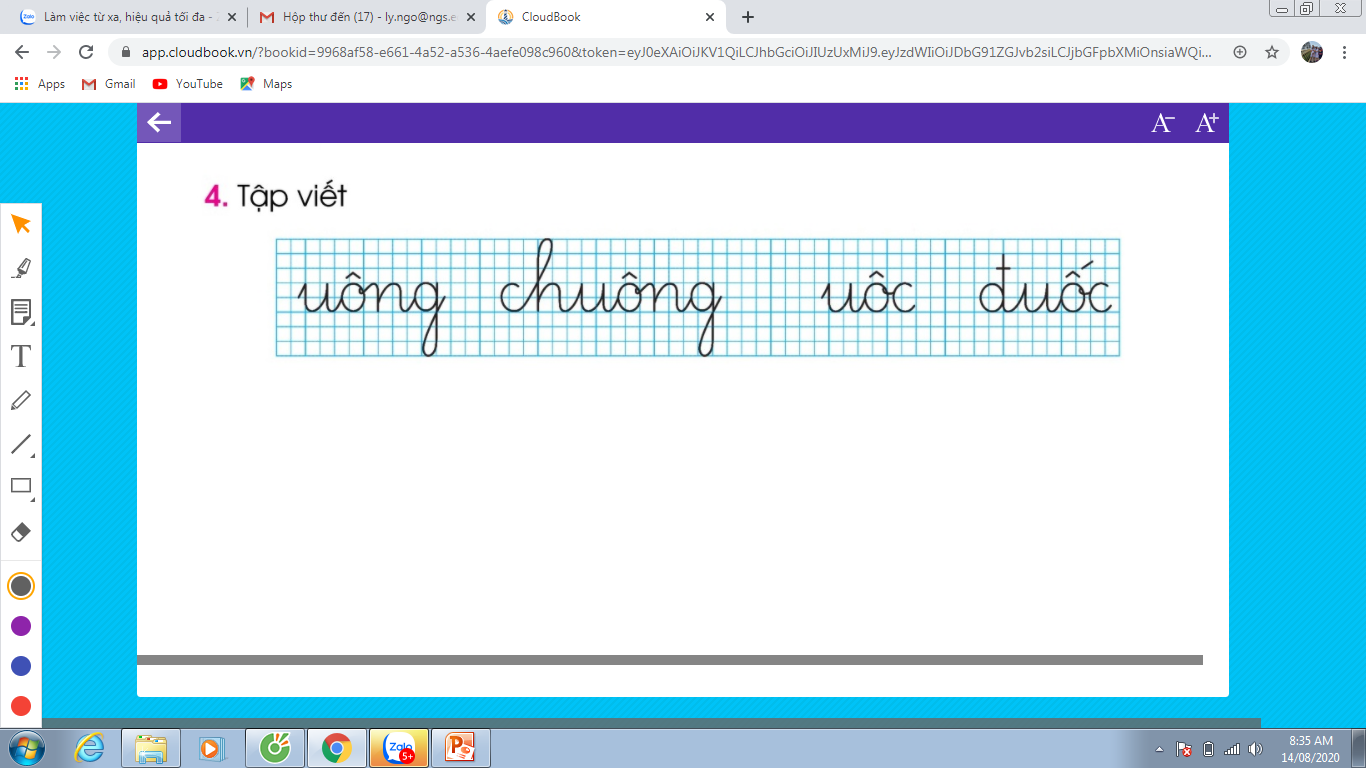 Làm việc từ xa, hiệu quả tối đa -
Hộp thư đến (17) - ly.ngo@ngs.e
CloudBook
app.cloudbook.vn/?bookid=9968af58-e661-4a52-a536-4aefe098c960&token=eyJ0eXAiOiJKV1QiLCJhbGciOiJIUzUxMiJ9.eyJzdWIiOiJDbG91ZGJvb2siLCJjbGFpbXMiOnsiaWQi...
Apps Gmail YouTube Maps
A⁻ A⁺
4. Tập viết
uông chuông uôc đuốc
T
Zalo 5+
8:35 AM
14/08/2020